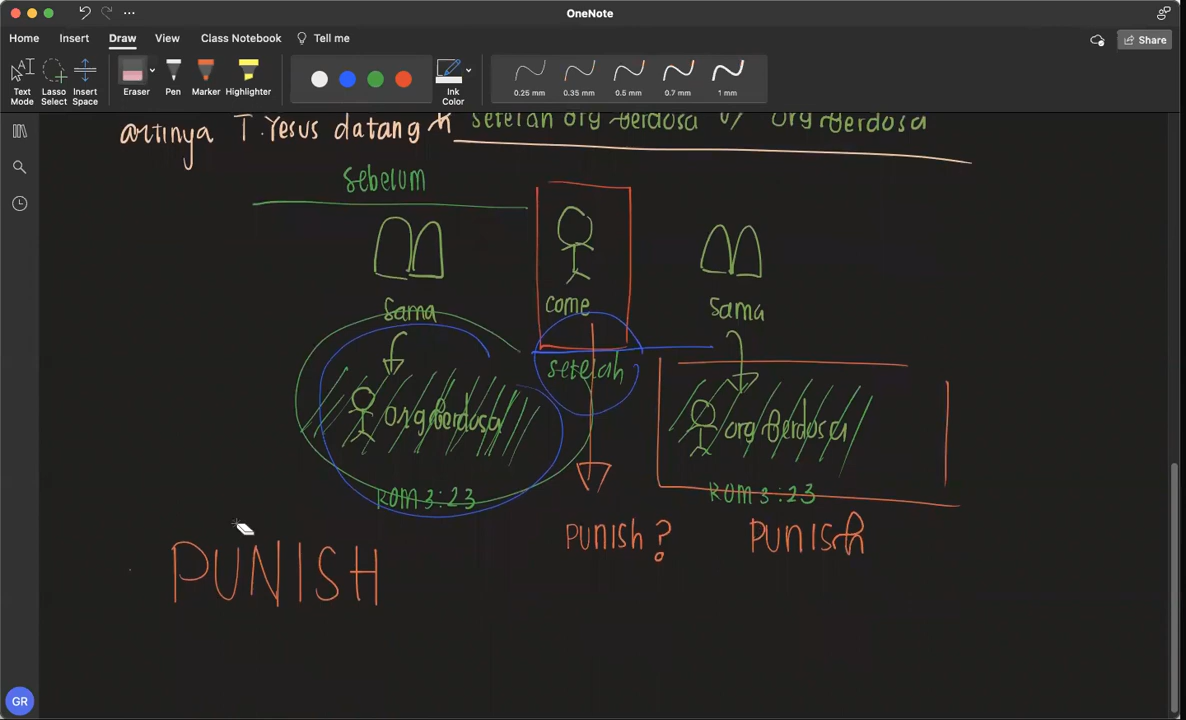 OneNote
Home Insert Draw View Class Notebook Tell me
Share
Text Mode
Lasso Select
Insert Space
Eraser
Pen
Marker
Highlighter
Ink Color
0.25 mm 0.35 mm 0.5 mm 0.7 mm 1 mm
artinya T. Yesus datang setelah org Berdosa org Berdosa
sebelum
come
Sama Sama
setelah
org Berdosa org Berdosa
ROM 3:23 ROM 3:23
PUNISH? PUNISH
PUNISH
GR